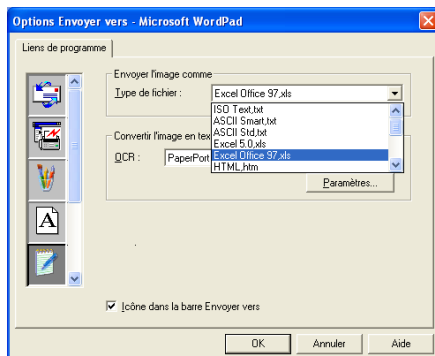 Options Envoyer vers - Microsoft WordPad
Liens de programme
Envoyer l'image comme
Type de fichier : Excel Office 97,xls
ISO Text,txt
ASCII Smart,txt
ASCII Std,txt
Excel 5.0,xls
Excel Office 97,xls
HTML,htm
Convertir l'image en tex
OCR : PaperPort
Paramètres...
A
Icône dans la barre Envoyer vers
OK Annuler Aide